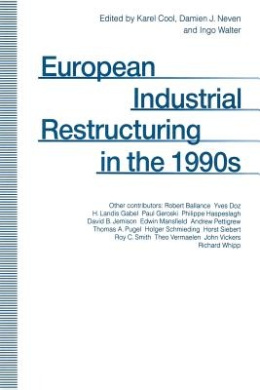 Edited by Karel Cool, Damien J. Neven
and Ingo Walter
European
Industrial
Restructuring
in the 1990s
Other contributors: Robert Ballance Yves Doz
H. Landis Gabel Paul Geroski Philippe Haspeslagh
David B. Jemison Edwin Mansfield Andrew Pettigrew
Thomas A. Pugel Holger Schmieding Horst Siebert
Roy C. Smith Theo Vermaelen John Vickers
Richard Whipp